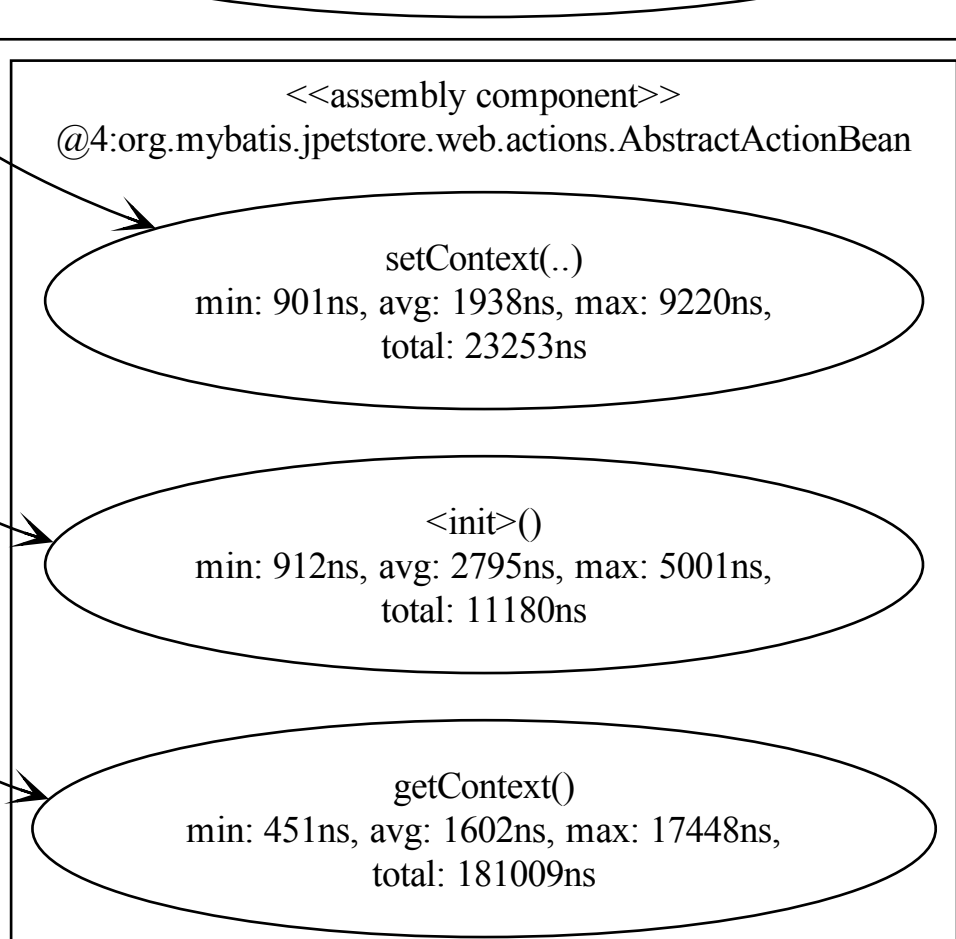 <<assembly component>>
@4:org.mybatis.jpetstore.web.actions.AbstractActionBean
setContext(..)
min: 901ns, avg: 1938ns, max: 9220ns,
total: 23253ns
<init>()
min: 912ns, avg: 2795ns, max: 5001ns,
total: 11180ns
getContext()
min: 451ns, avg: 1602ns, max: 17448ns,
total: 181009ns